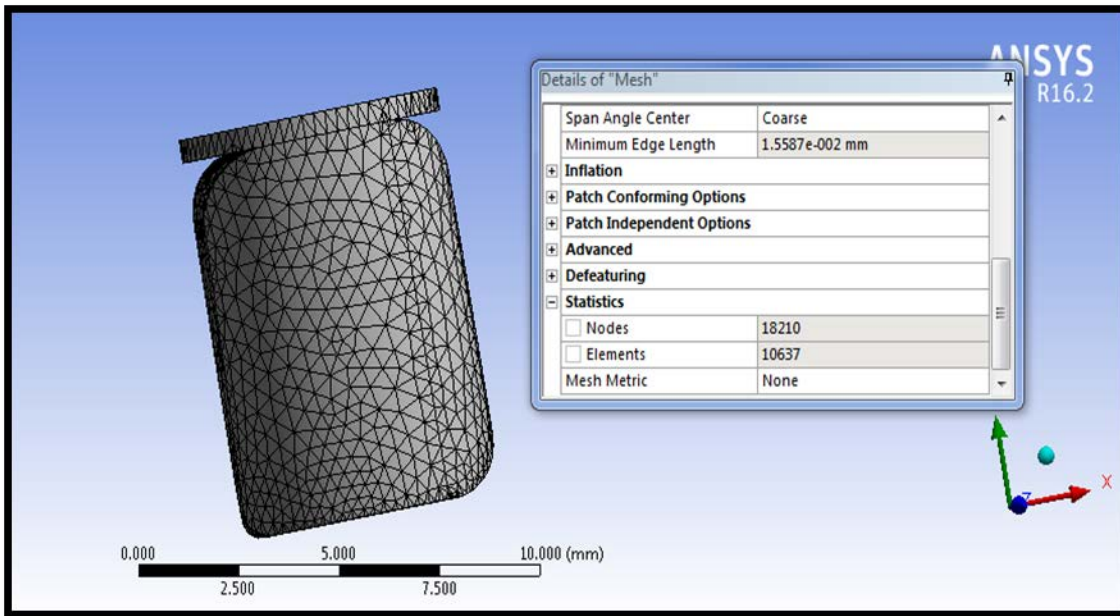 ANSYS
R16.2
Details of "Mesh"
Span Angle Center Coarse
Minimum Edge Length 1.5587e-002 mm
Inflation
Patch Conforming Options
Patch Independent Options
Advanced
Defeaturing
Statistics
Nodes 18210
Elements 10637
Mesh Metric None
0.000 5.000 10.000 (mm)
2.500 7.500
Z X